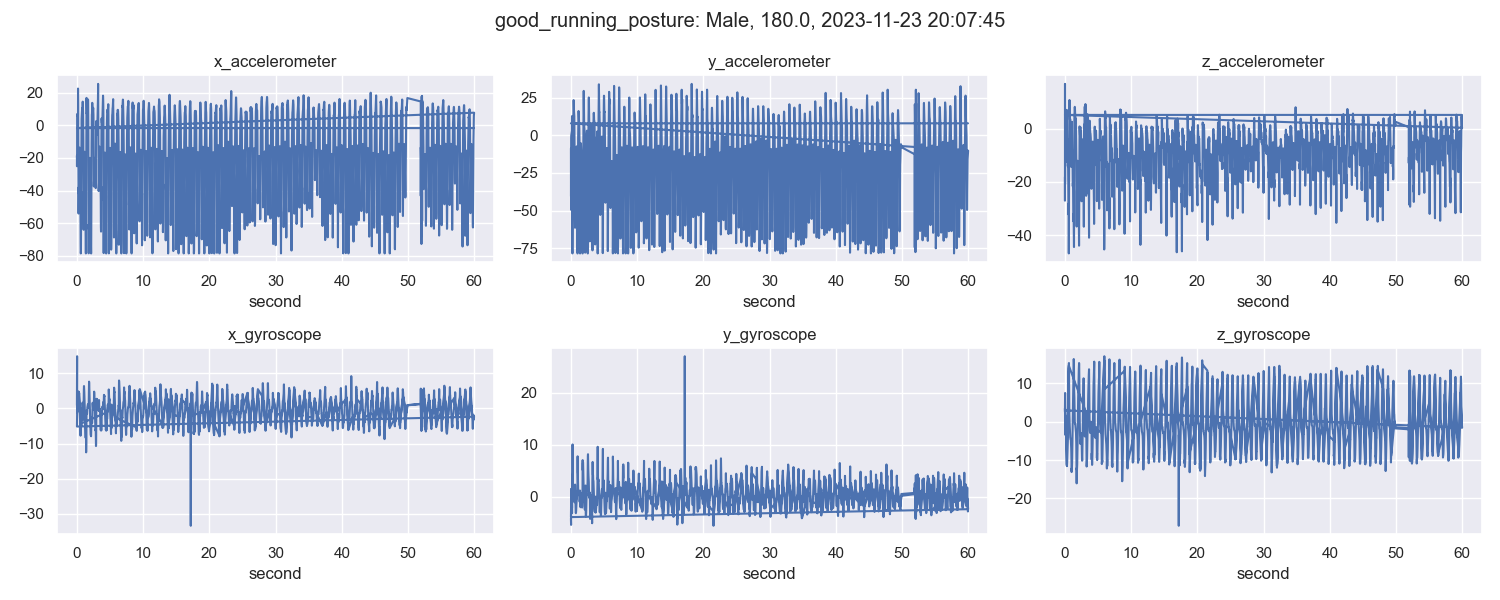 good_running_posture: Male, 180.0, 2023-11-23 20:07:45
x_accelerometer
20
0
−20
−40
−60
−80
0 10 20 30 40 50 60
second
y_accelerometer
25
0
−25
−50
−75
0 10 20 30 40 50 60
second
z_accelerometer
0
−20
−40
0 10 20 30 40 50 60
second
x_gyroscope
10
0
−10
−20
−30
0 10 20 30 40 50 60
second
y_gyroscope
20
10
0
0 10 20 30 40 50 60
second
z_gyroscope
10
0
−10
−20
0 10 20 30 40 50 60
second